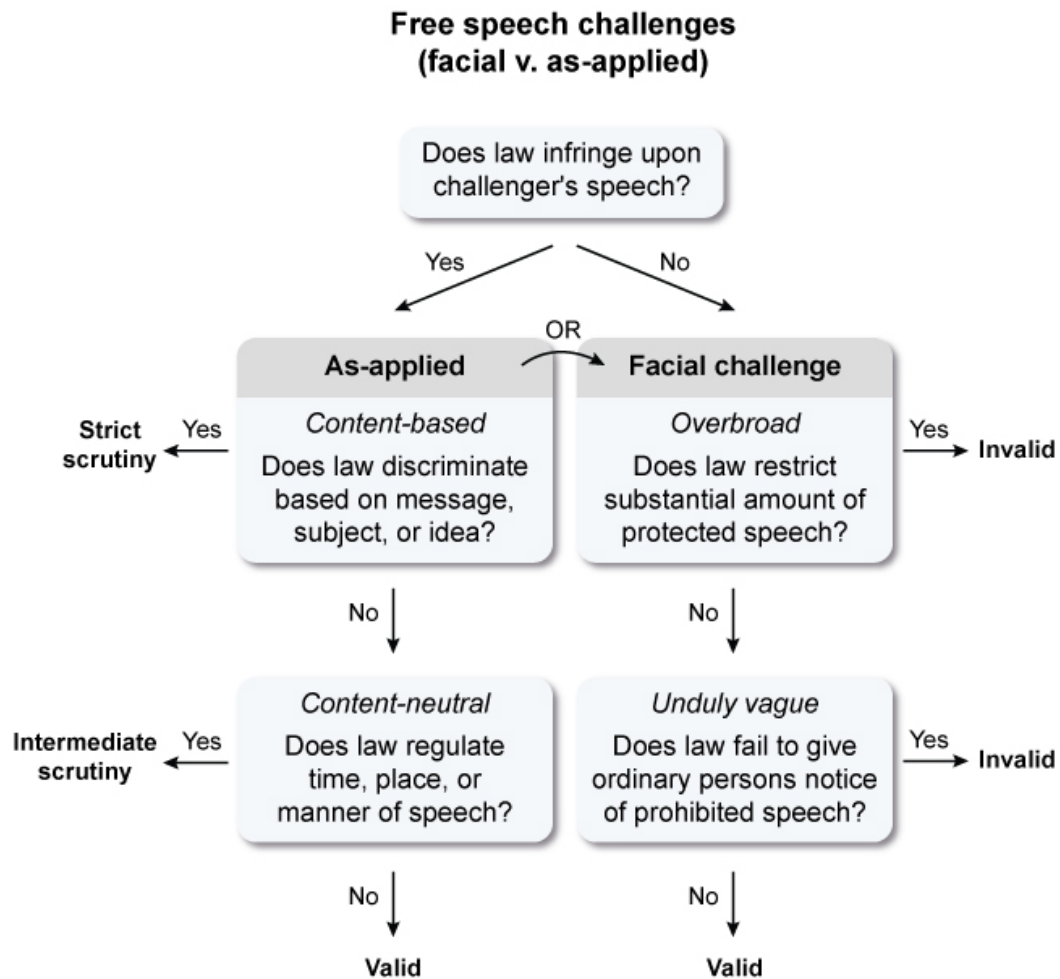 Free speech challenges
(facial v. as-applied)
Does law infringe upon
challenger's speech?
Yes
No
OR
As-applied
Facial challenge
Strict
scrutiny
Yes
Content-based
Does law discriminate
based on message,
subject, or idea?
Overbroad
Does law restrict
substantial amount of
protected speech?
Yes
Invalid
No
No
Intermediate
scrutiny
Yes
Content-neutral
Does law regulate
time, place, or
manner of speech?
Unduly vague
Does law fail to give
ordinary persons notice
of prohibited speech?
Yes
Invalid
No
No
Valid
Valid